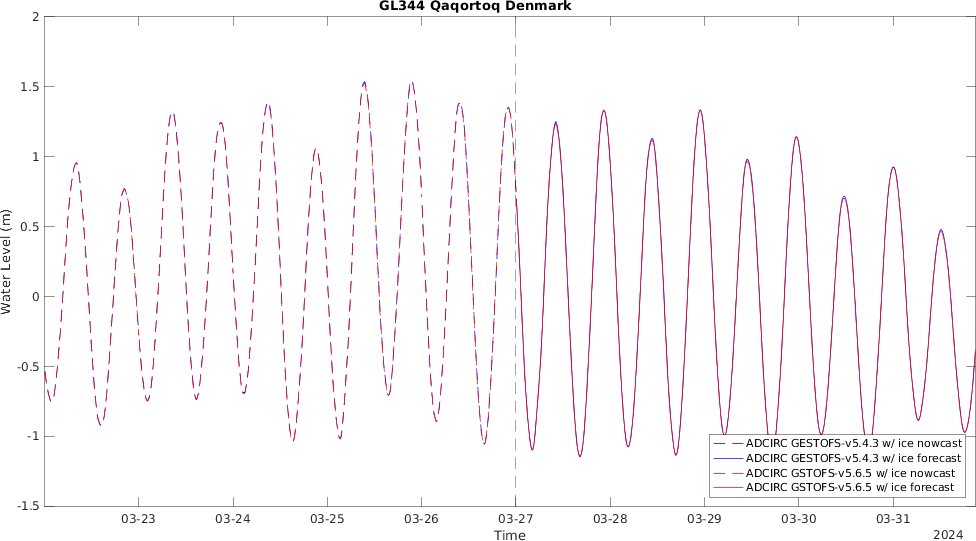 GL344 Qaqortoq Denmark
2
1.5
1
0.5
0
-0.5
-1
-1.5
Water Level (m)
03-23 03-24 03-25 03-26 03-27 03-28 03-29 03-30 03-31
Time
2024
ADCIRC GESTOFS-v5.4.3 w/ ice nowcast
ADCIRC GESTOFS-v5.4.3 w/ ice forecast
ADCIRC GSTOFS-v5.6.5 w/ ice nowcast
ADCIRC GSTOFS-v5.6.5 w/ ice forecast